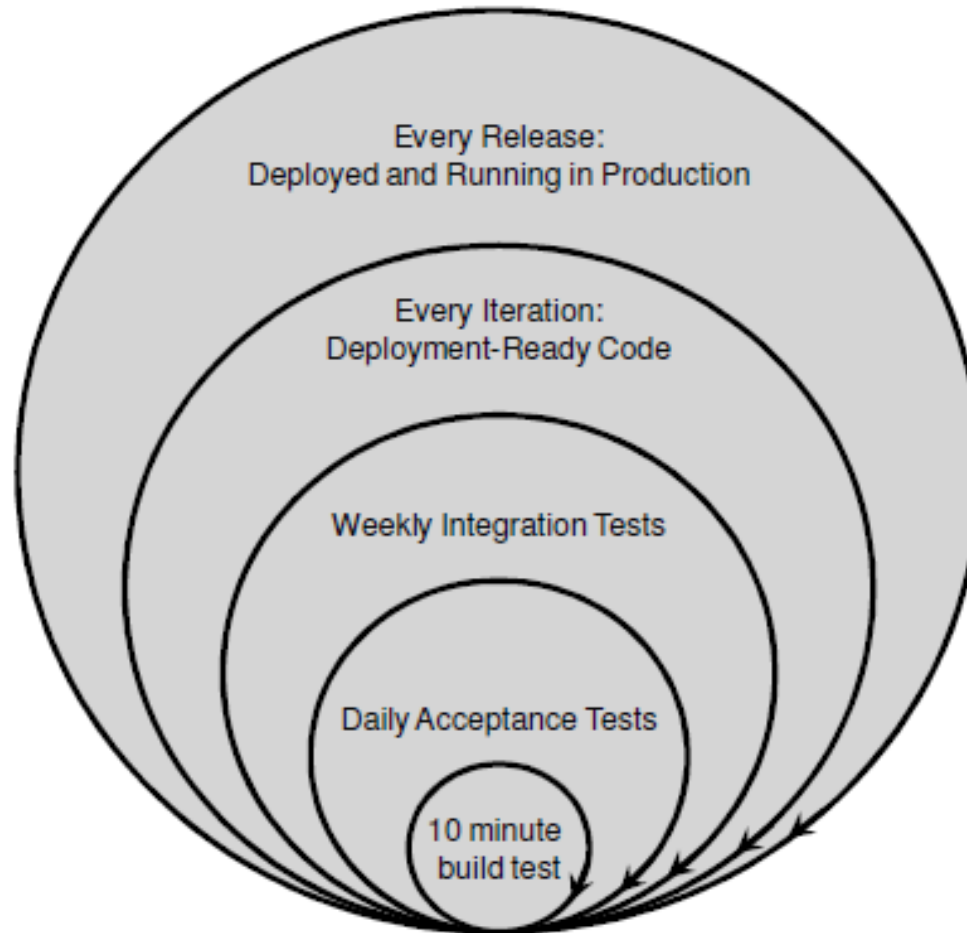 Every Release:
Deployed and Running in Production
Every Iteration:
Deployment-Ready Code
Weekly Integration Tests
Daily Acceptance Tests
10 minute
build test